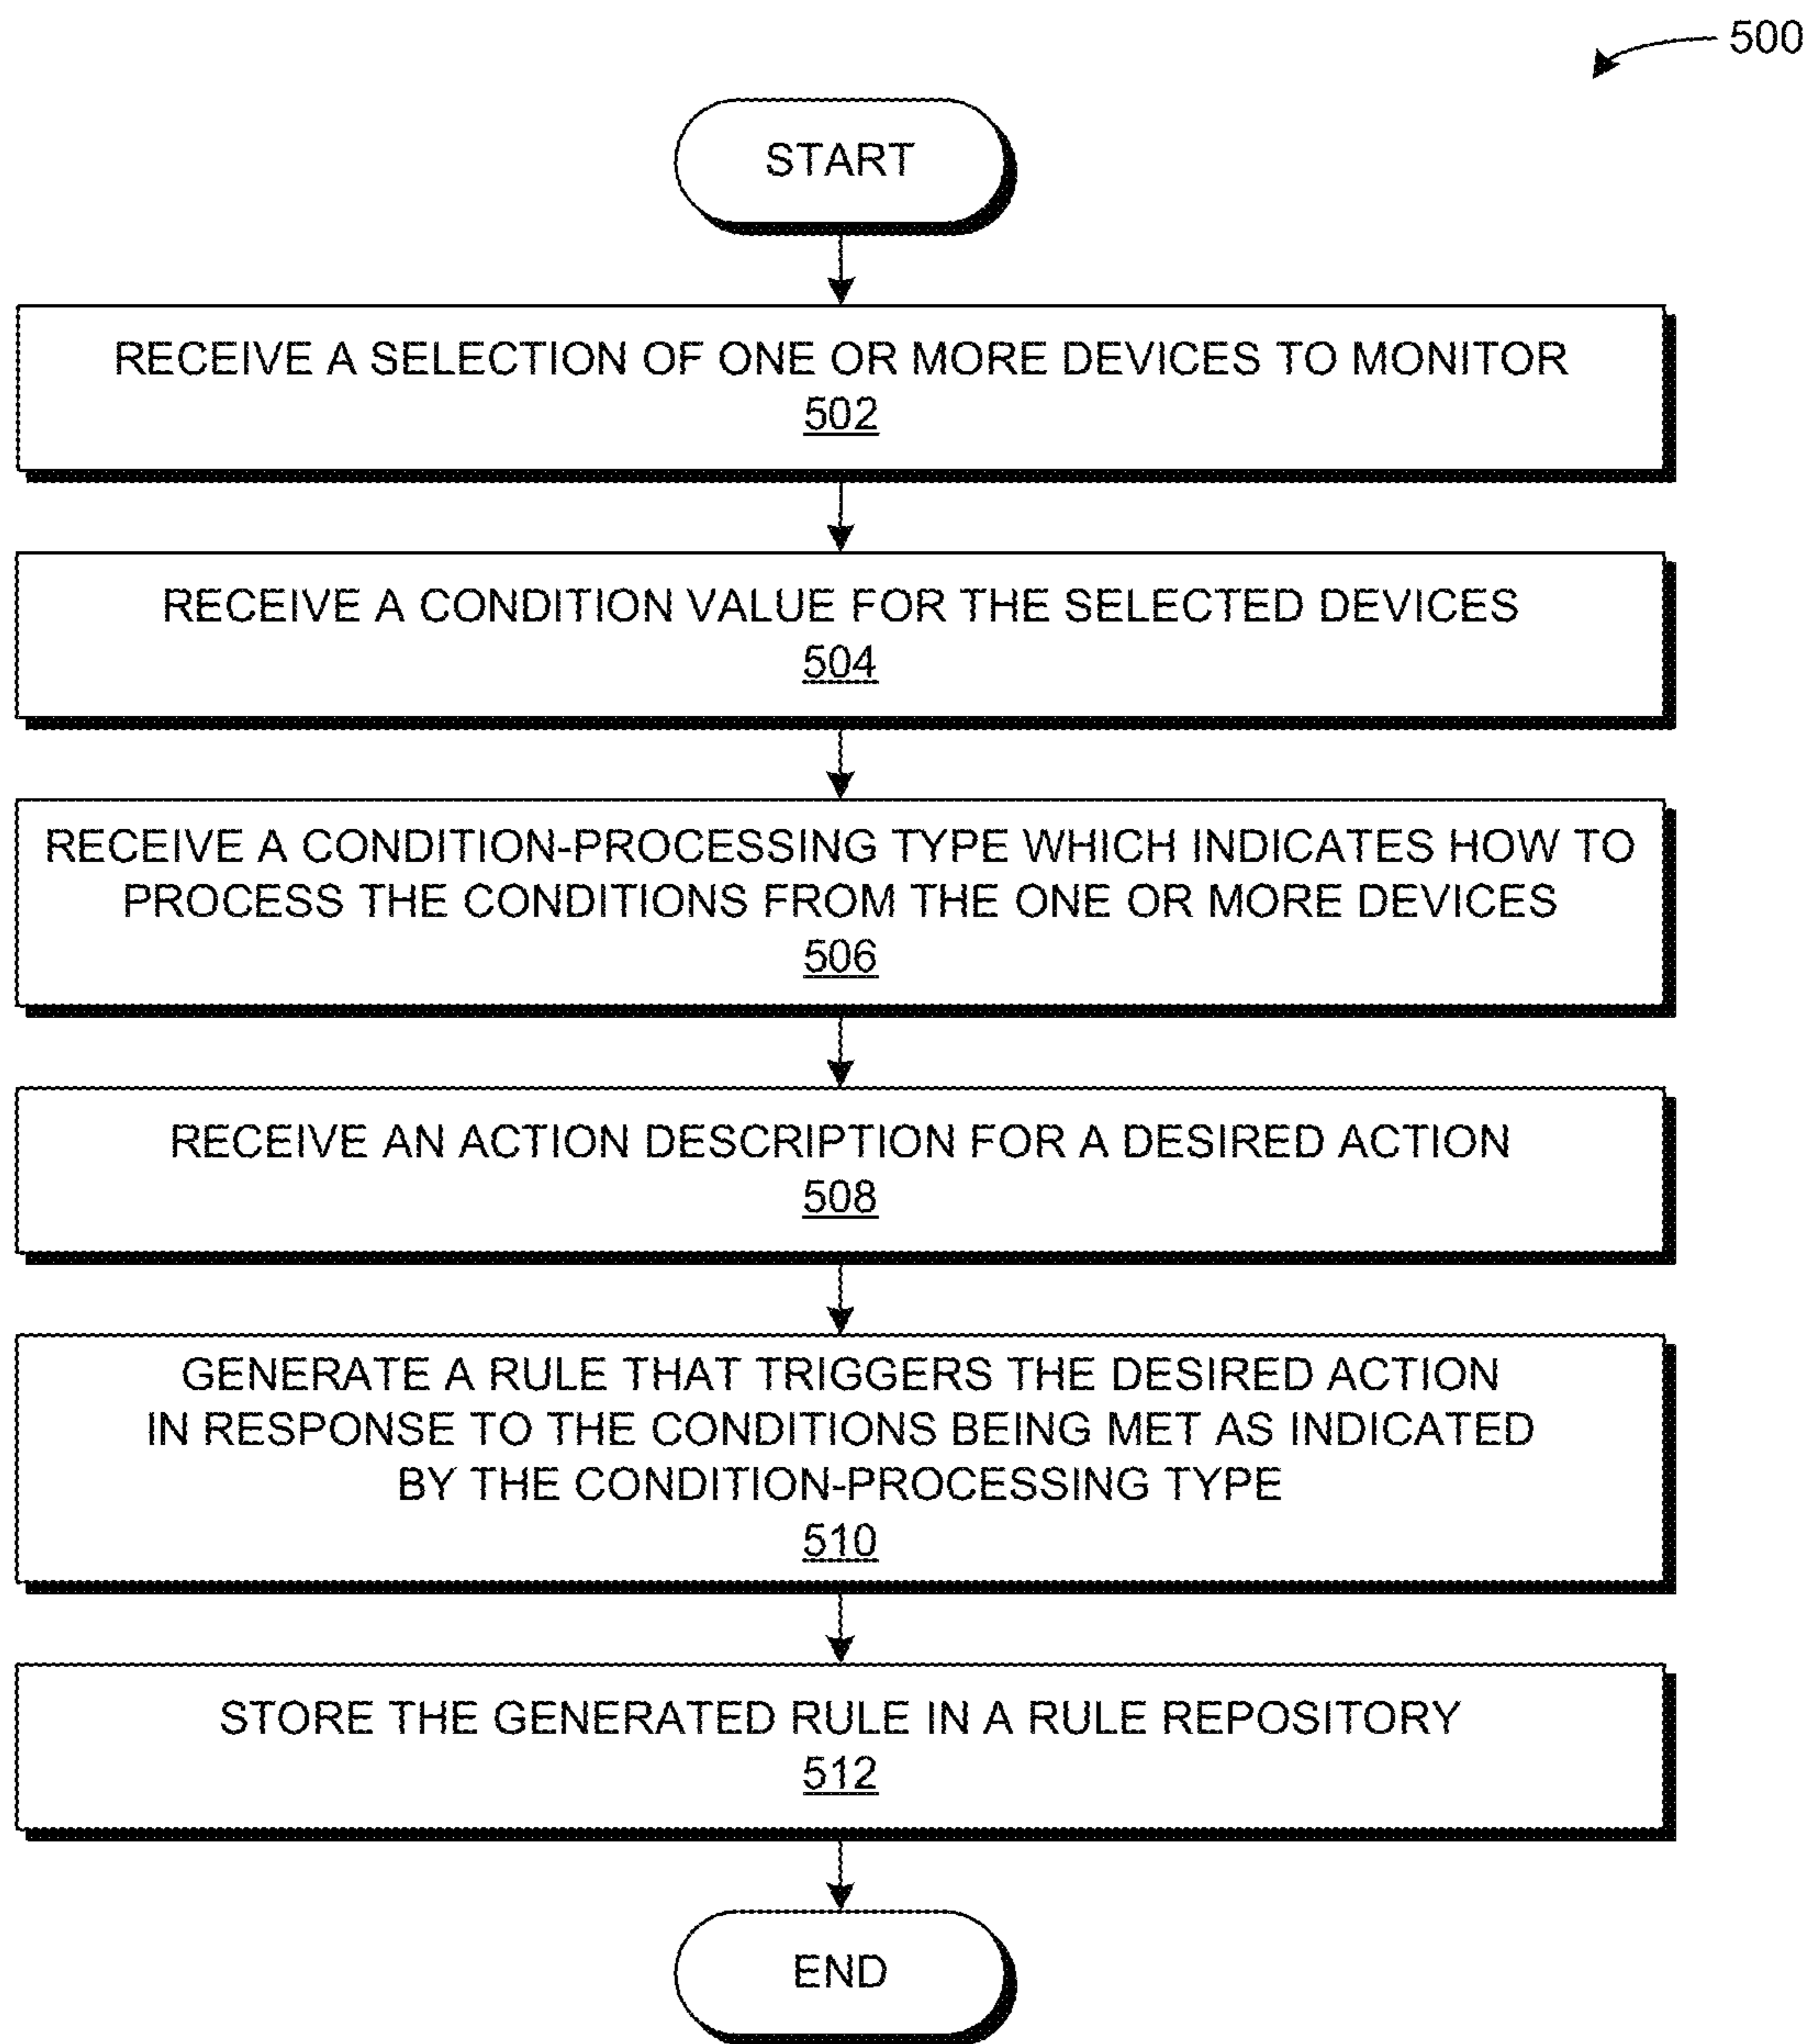 500
START
RECEIVE A SELECTION OF ONE OR MORE DEVICES TO MONITOR
502
RECEIVE A CONDITION VALUE FOR THE SELECTED DEVICES
504
RECEIVE A CONDITION-PROCESSING TYPE WHICH INDICATES HOW TO
PROCESS THE CONDITIONS FROM THE ONE OR MORE DEVICES
506
RECEIVE AN ACTION DESCRIPTION FOR A DESIRED ACTION
508
GENERATE A RULE THAT TRIGGERS THE DESIRED ACTION
IN RESPONSE TO THE CONDITIONS BEING MET AS INDICATED
BY THE CONDITION-PROCESSING TYPE
510
STORE THE GENERATED RULE IN A RULE REPOSITORY
512
END